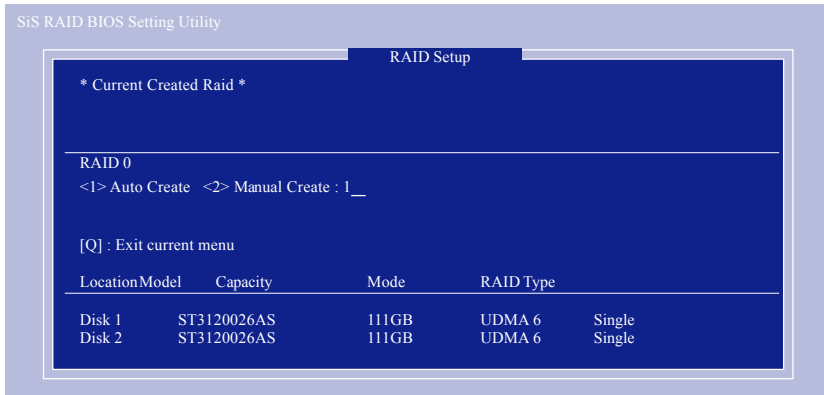 SiS RAID BIOS Setting Utility
RAID Setup
* Current Created Raid *
RAID 0
<1> Auto Create <2> Manual Create : 1_
[Q] : Exit current menu
Location Model Capacity Mode RAID Type
Disk 1 ST3120026AS 111GB UDMA 6 Single
Disk 2 ST3120026AS 111GB UDMA 6 Single